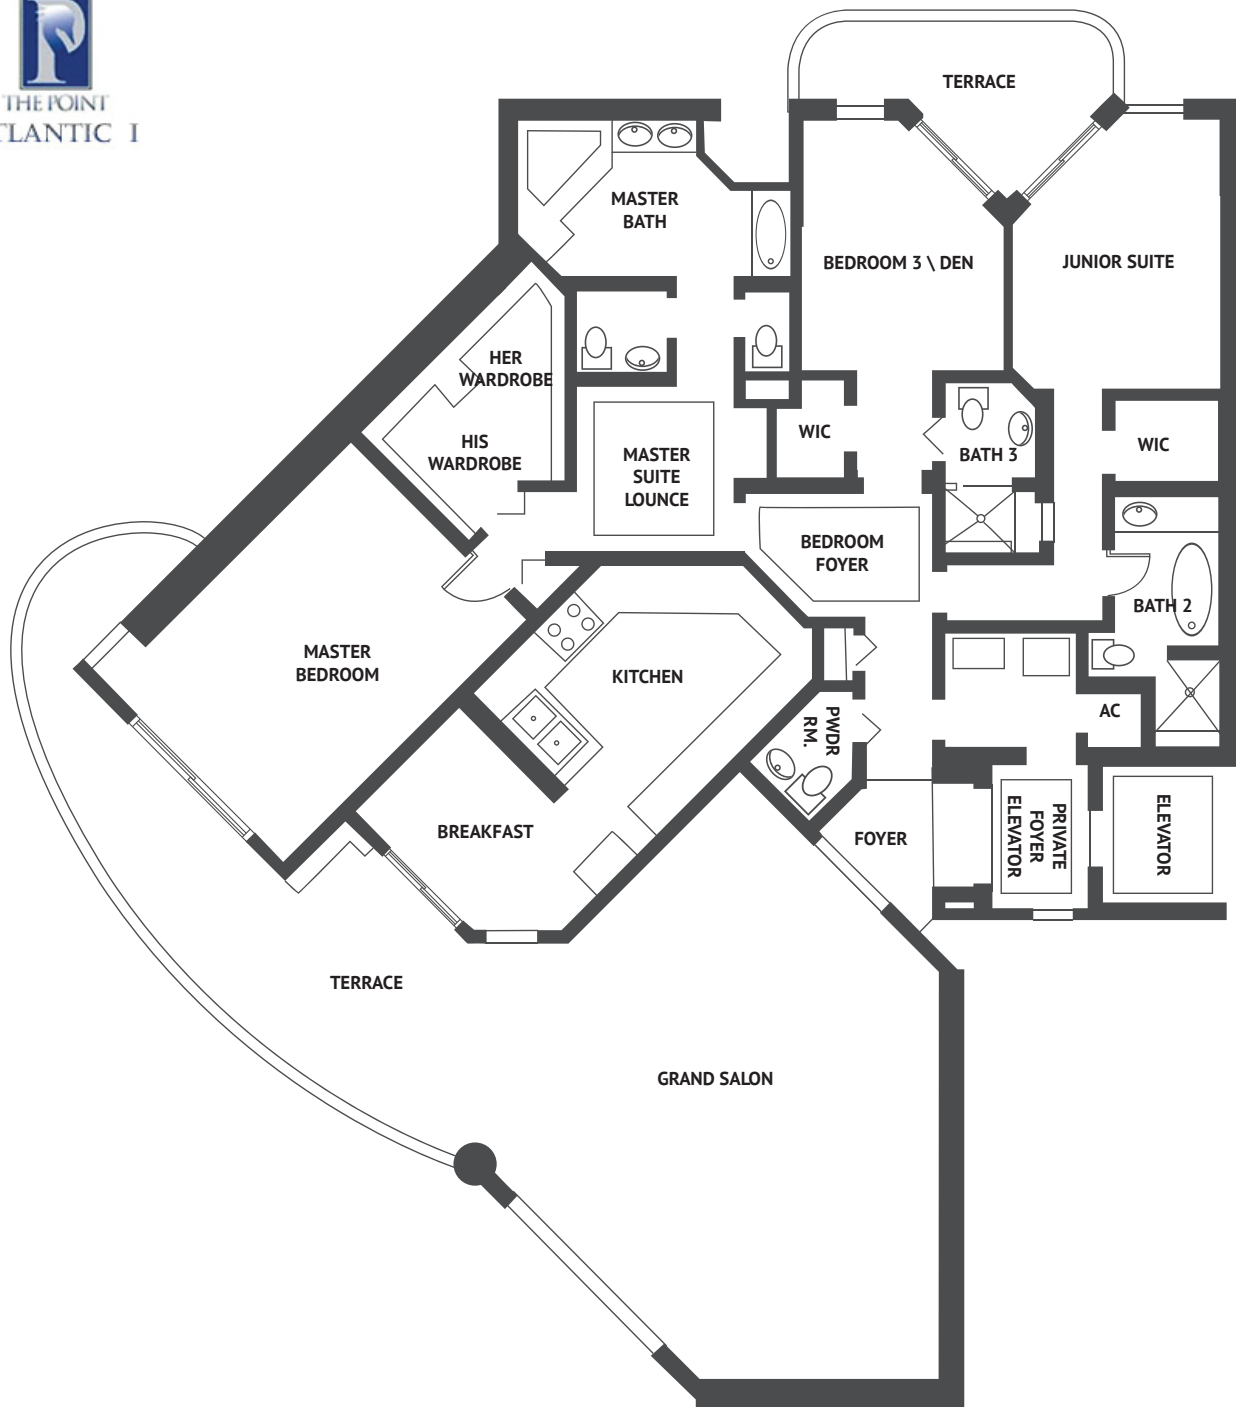 THE POINT
TLANTIC I
TERRACE
MASTER
BATH
BEDROOM 3 \ DEN
JUNIOR SUITE
HER
WARDROBE
HIS
WARDROBE
MASTER
SUITE
LOUNCE
WIC
BATH 3
WIC
BEDROOM
FOYER
BATH 2
MASTER
BEDROOM
KITCHEN
PWDR
RM.
AC
BREAKFAST
FOYER
PRIVATE
FOYER
ELEVATOR
ELEVATOR
TERRACE
GRAND SALON